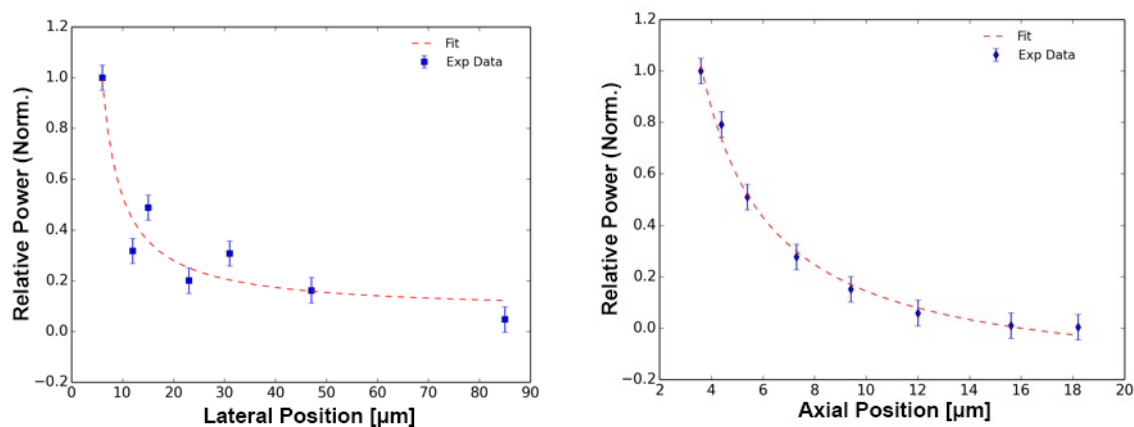 1.2
1.0
0.8
0.6
0.4
0.2
0.0
−0.2
Relative Power (Norm.)
Fit
Exp Data
0 10 20 30 40 50 60 70 80 90
Lateral Position [µm]
1.2
1.0
0.8
0.6
0.4
0.2
0.0
−0.2
Relative Power (Norm.)
Fit
Exp Data
2 4 6 8 10 12 14 16 18 20
Axial Position [µm]